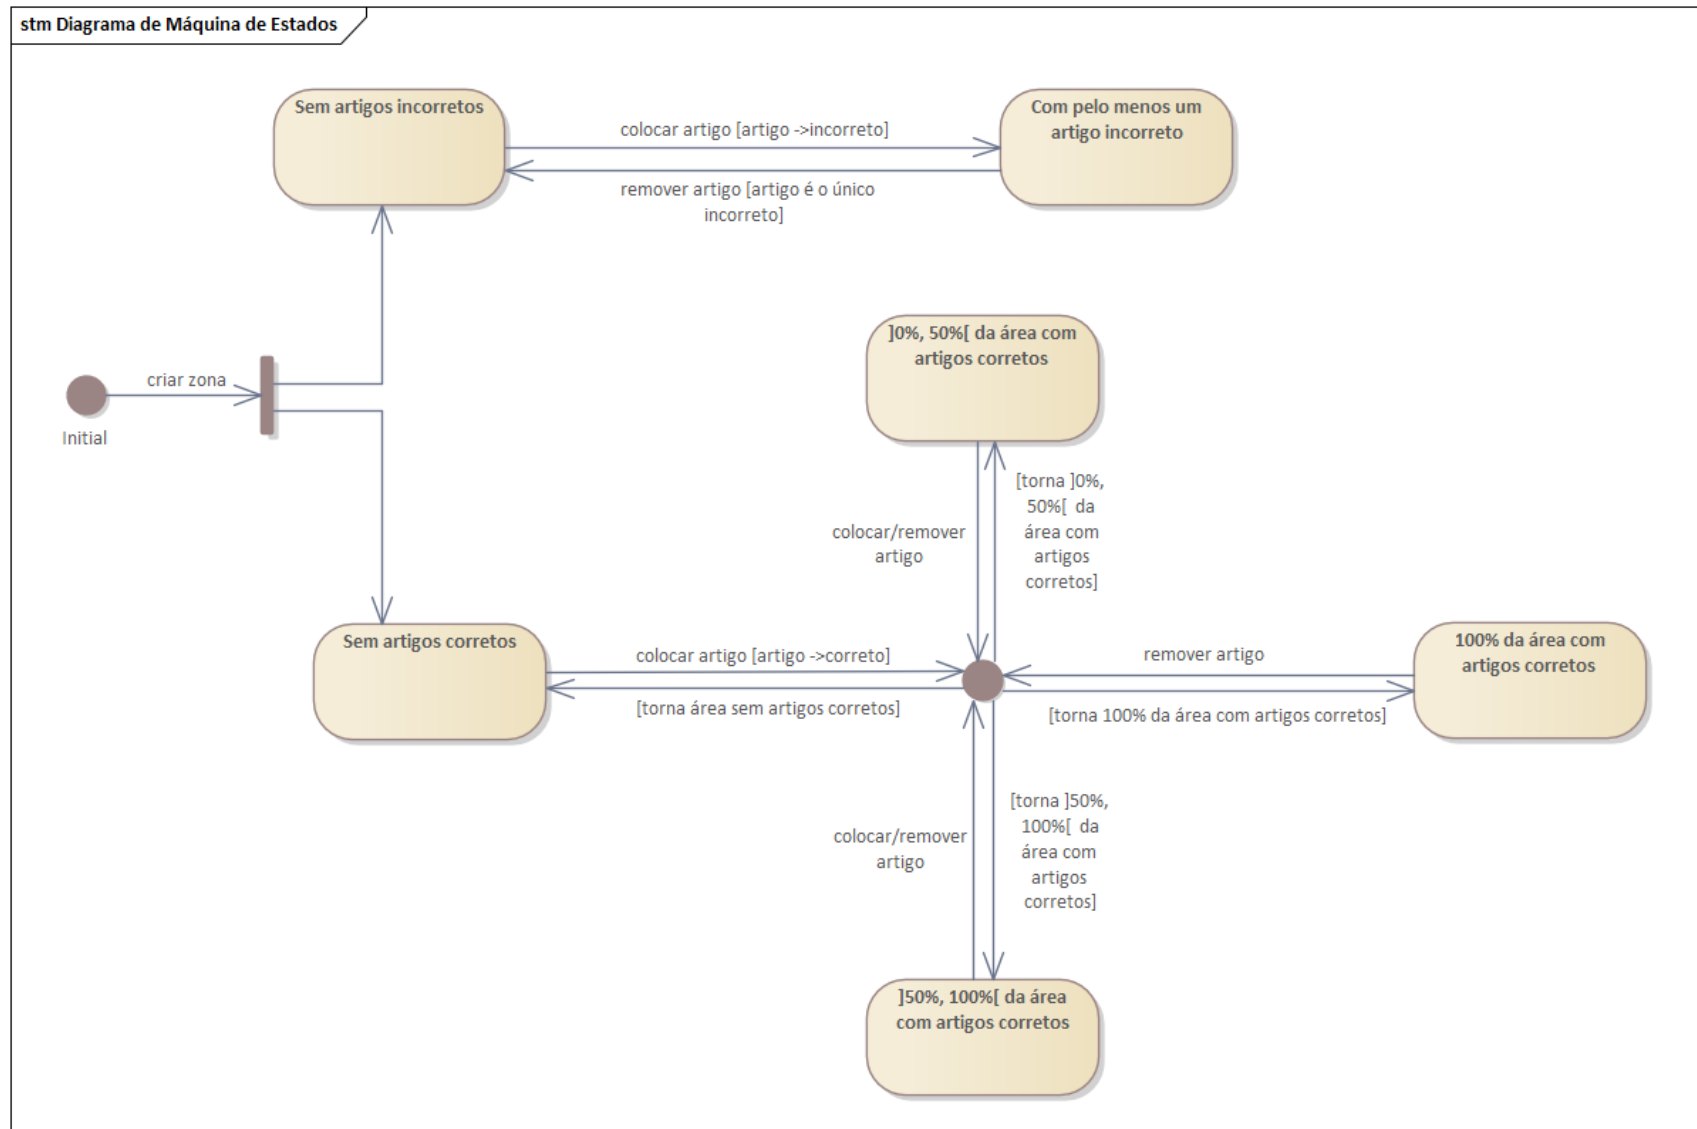 stm Diagrama de Máquina de Estados
Sem artigos incorretos
colocar artigo [artigo ->incorreto]
remover artigo [artigo é o único
incorreto]
Com pelo menos um
artigo incorreto
criar zona
Initial
]0%, 50%[ da área com
artigos corretos
colocar/remover
artigo
[torna ]0%,
50%[  da
área com
artigos
corretos]
Sem artigos corretos
colocar artigo [artigo ->correto]
[torna área sem artigos corretos]
remover artigo
[torna 100% da área com artigos corretos]
100% da área com
artigos corretos
colocar/remover
artigo
[torna ]50%,
100%[  da
área com
artigos
corretos]
]50%, 100%[ da área
com artigos corretos